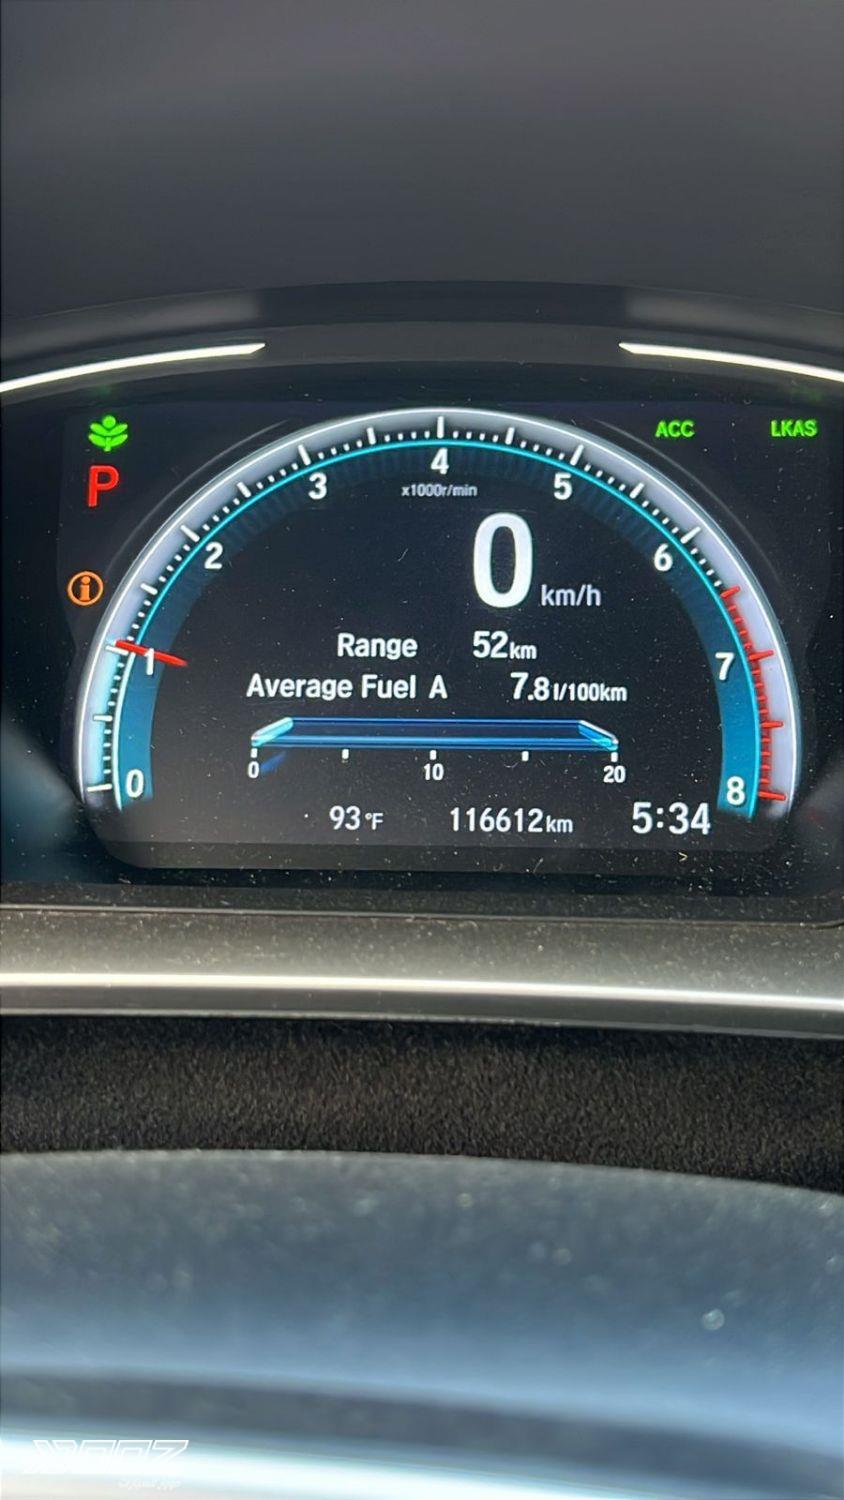 ACC LKAS
P
4
3 5
x1000r/min
2 0 km/h 6
i
Range 52km
1 7
Average Fuel A 7.8l/100km
0 10 20
0 8
93°F 116612km 5:34